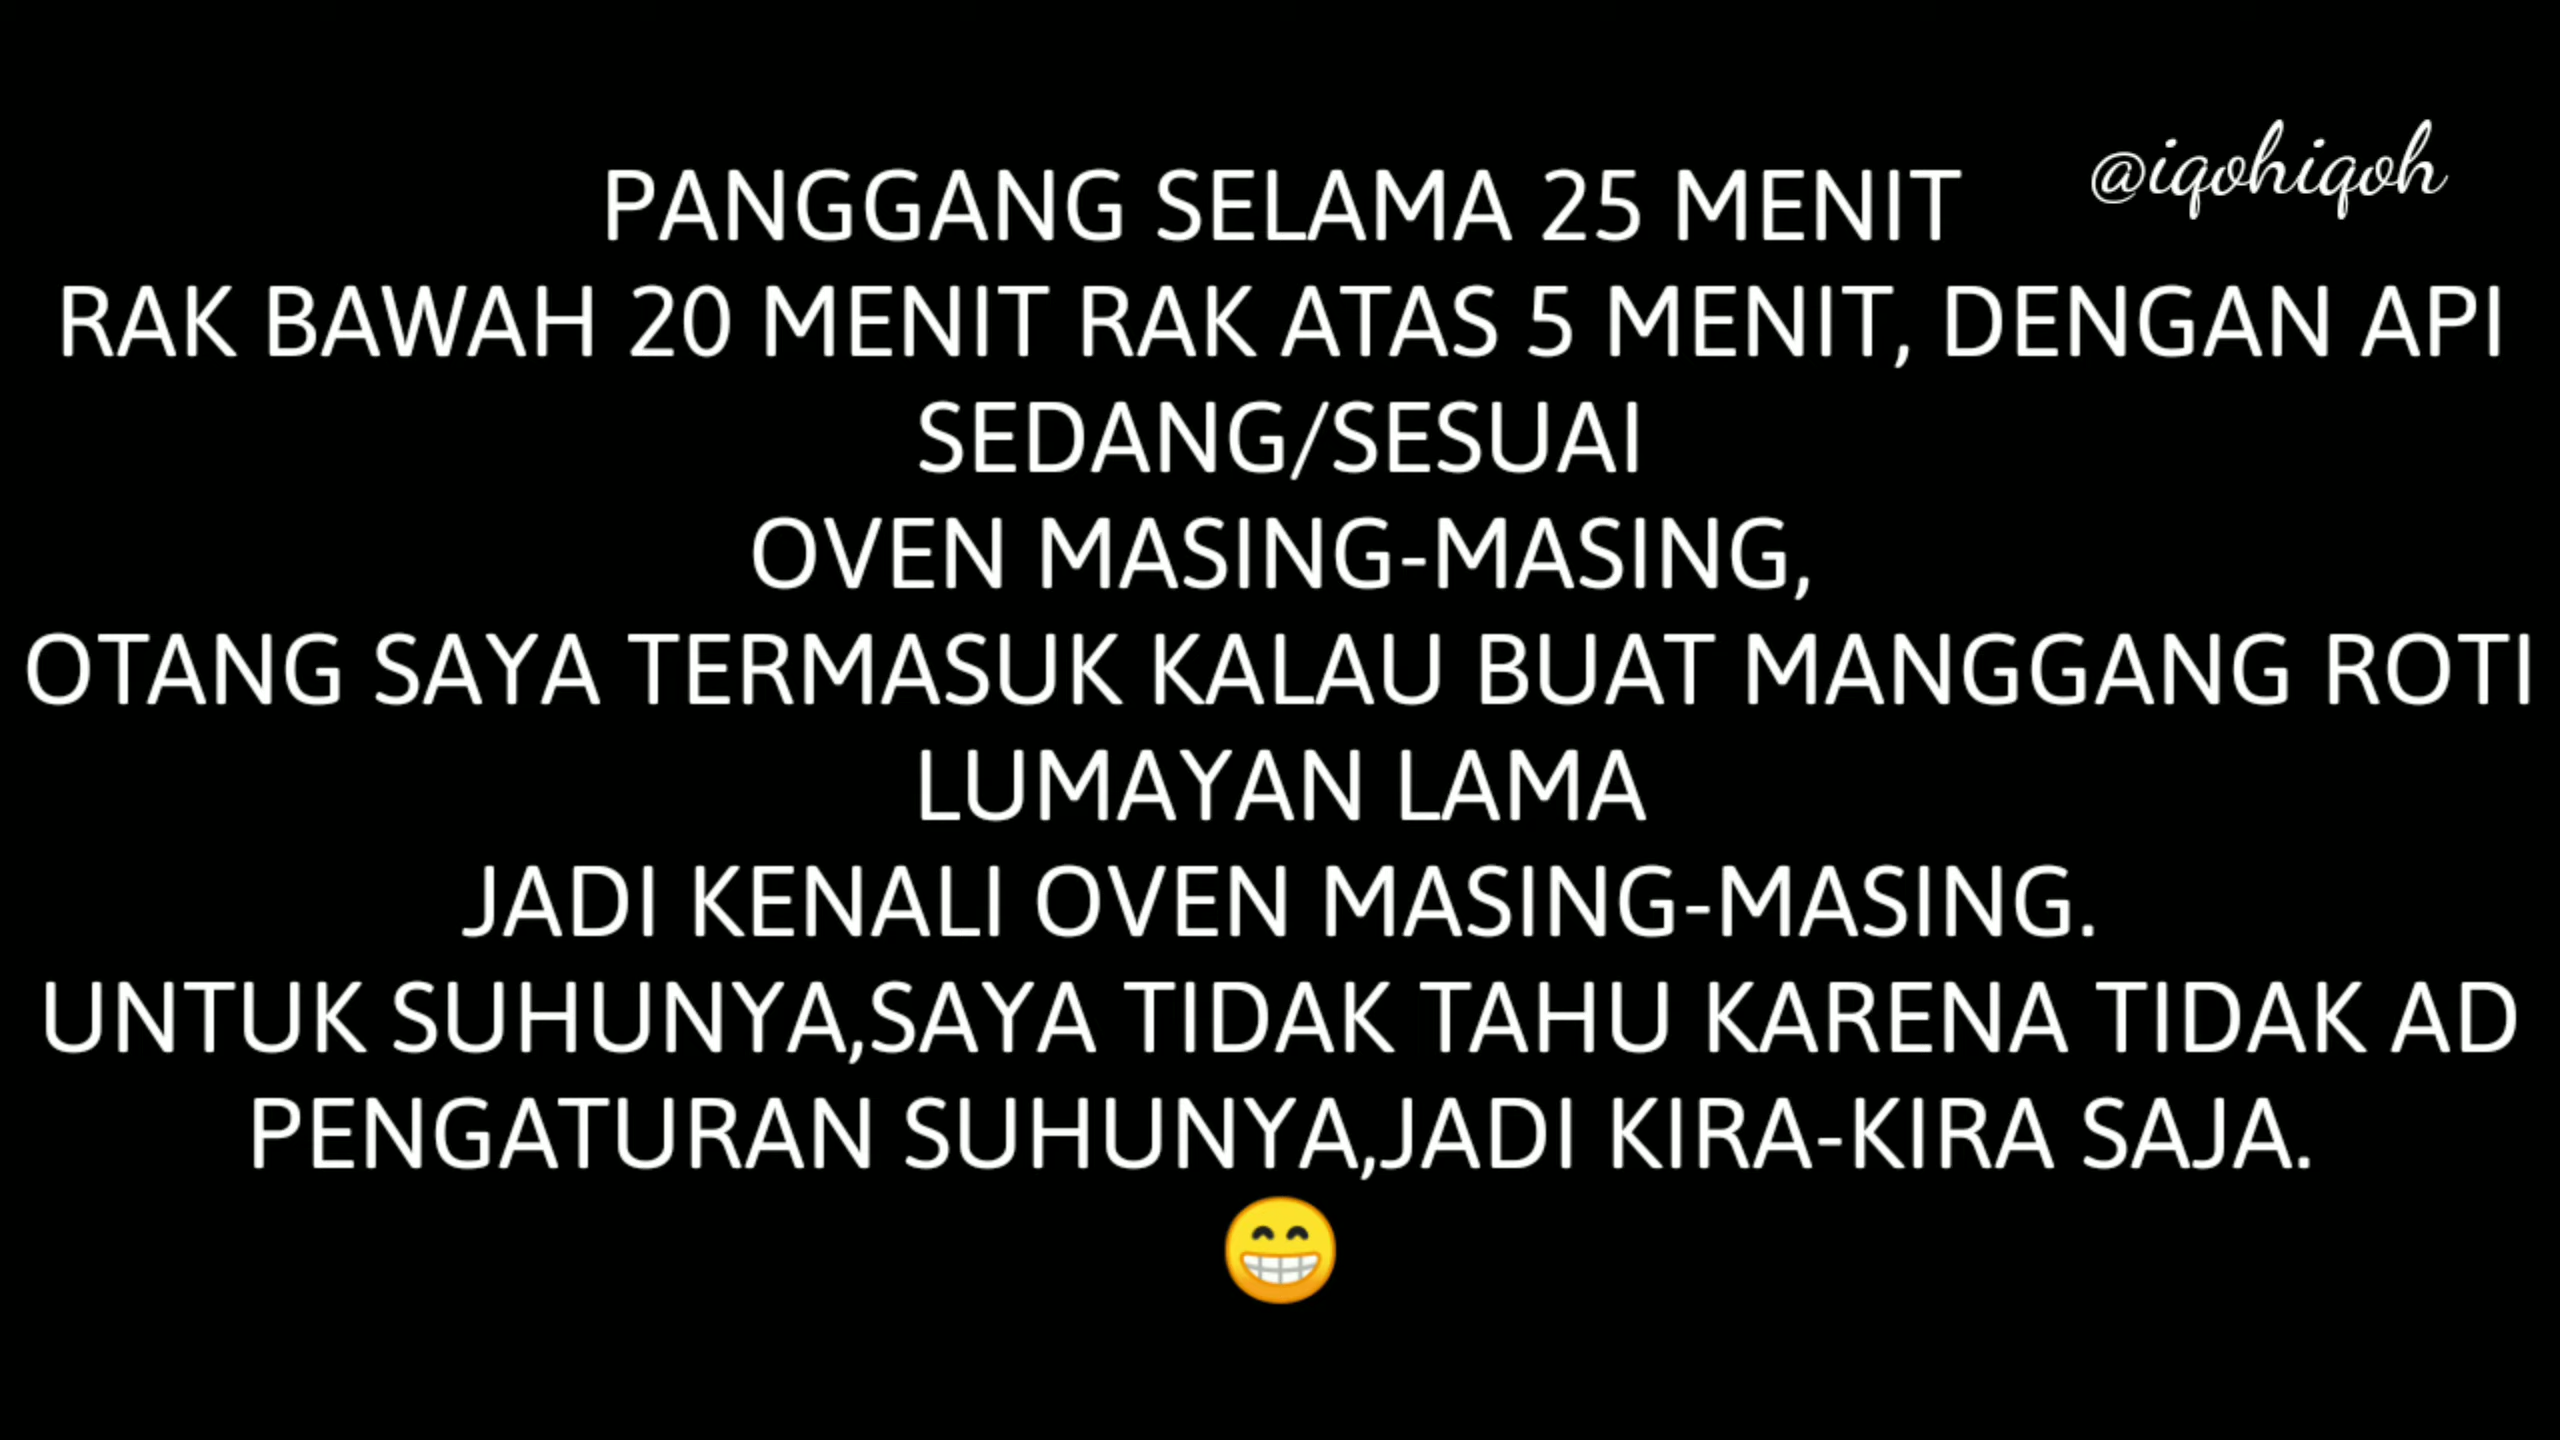 @iqohiqoh
PANGGANG SELAMA 25 MENIT
RAK BAWAH 20 MENIT RAK ATAS 5 MENIT, DENGAN API
SEDANG/SESUAI
OVEN MASING-MASING,
OTANG SAYA TERMASUK KALAU BUAT MANGGANG ROTI
LUMAYAN LAMA
JADI KENALI OVEN MASING-MASING.
UNTUK SUHUNYA,SAYA TIDAK TAHU KARENA TIDAK AD
PENGATURAN SUHUNYA,JADI KIRA-KIRA SAJA.
😁